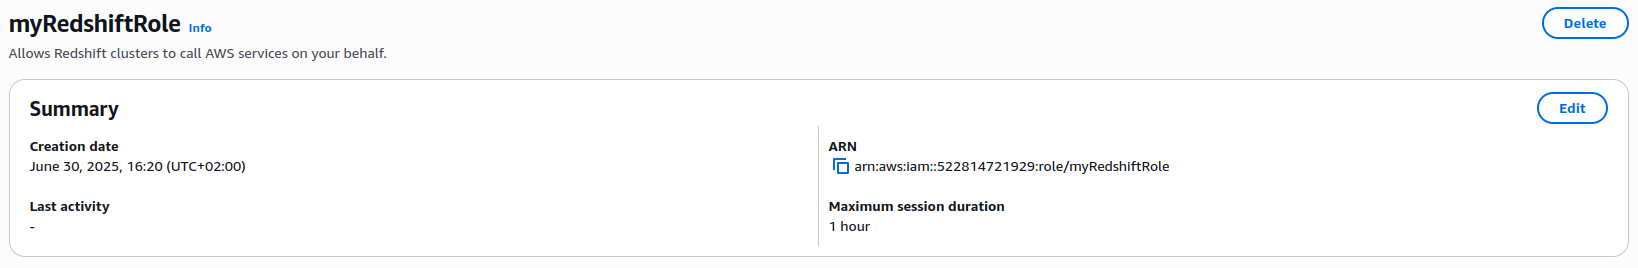 myRedshiftRole Info
Delete
Allows Redshift clusters to call AWS services on your behalf.
Summary
Edit
Creation date
June 30, 2025, 16:20 (UTC+02:00)
ARN
arn:aws:iam::522814721929:role/myRedshiftRole
Last activity
-
Maximum session duration
1 hour